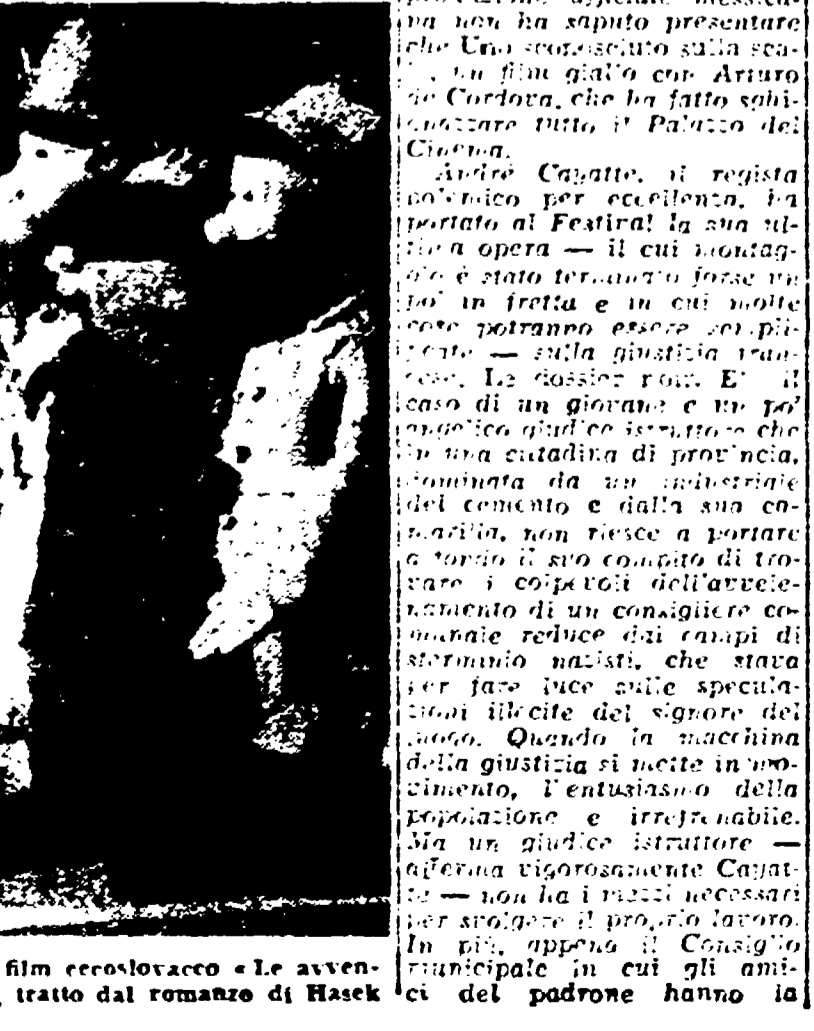 film cecoslovacco « Le avven-
tratto dal romanzo di Hasek
na non ha saputo presentare
che Uno sconosciuto sulla sca-
un film giallo con Arturo
de Cordova, che ha fatto sghi-
gnazzare tutto il Palazzo del
Cinema.
André Cayatte, il regista
polemico per eccellenza, ha
portato al Festival la sua ul-
tima opera — il cui montag-
gio è stato terminato forse un
po' in fretta e in cui molte
cose potranno essere sempli-
ficate — sulla giustizia fran-
cese, Le dossier noir. E' il
caso di un giovane e un po'
angelico giudice istruttore che
in una cittadina di provincia,
dominata da un industriale
del cemento e dalla sua ca-
marilla, non riesce a portare
a fondo il suo compito di tro-
vare i colpevoli dell'avvele-
namento di un consigliere co-
munale reduce dai campi di
sterminio nazisti, che stava
per fare luce sulle specula-
zioni illecite del signore del
luogo. Quando la macchina
della giustizia si mette in mo-
vimento, l'entusiasmo della
popolazione e irrefrenabile.
Ma un giudice istruttore —
afferma vigorosamente Cayat-
te — non ha i mezzi necessari
per svolgere il proprio lavoro.
In più, appena il Consiglio
municipale in cui gli ami-
ci del padrone hanno la